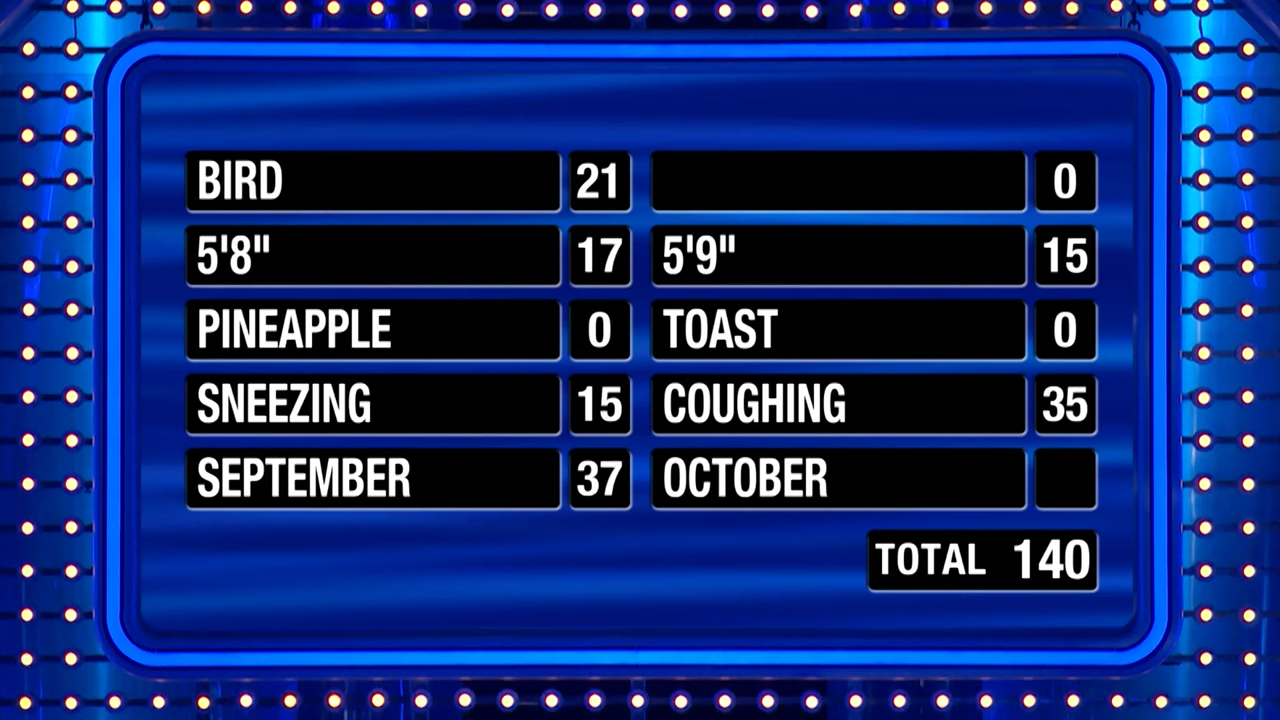 BIRD 21 0
5'8" 17 5'9" 15
PINEAPPLE 0 TOAST 0
SNEEZING 15 COUGHING 35
SEPTEMBER 37 OCTOBER
TOTAL 140